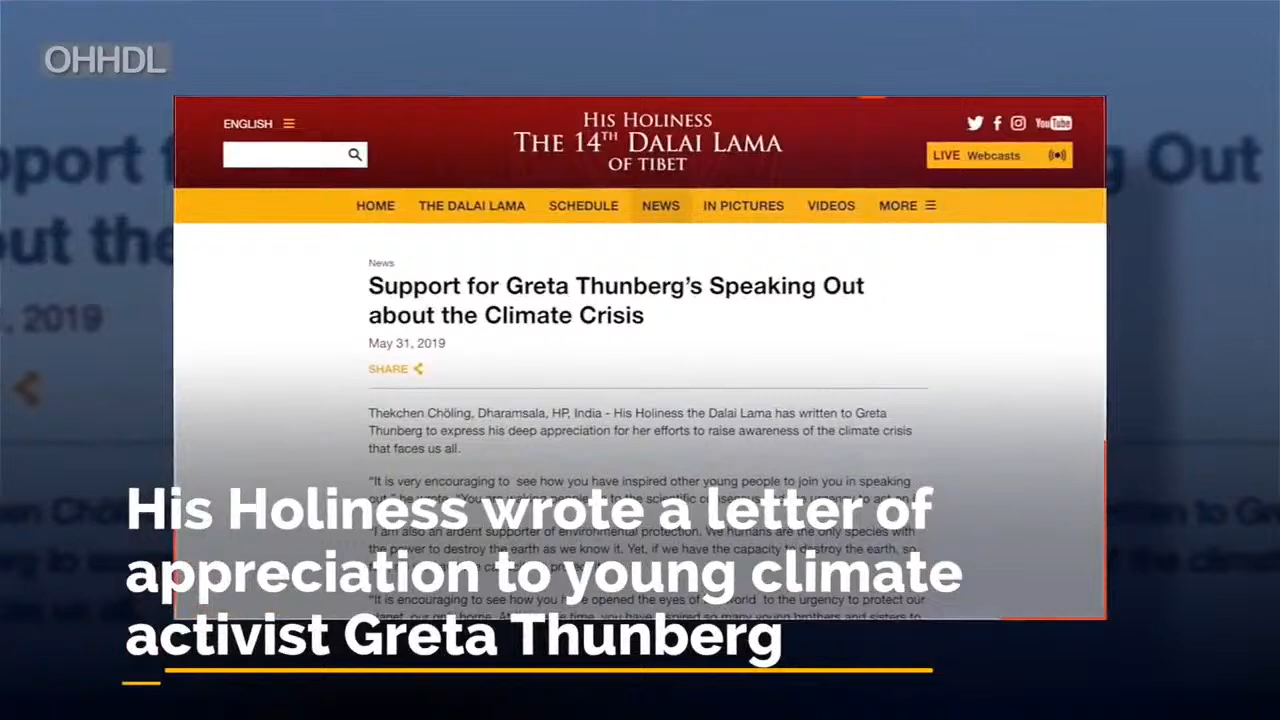 OHHDL
ENGLISH
HIS HOLINESS
THE 14TH DALAI LAMA
OF TIBET
YouTube
LIVE Webcasts
HOME THE DALAI LAMA SCHEDULE NEWS IN PICTURES VIDEOS MORE
News
Support for Greta Thunberg's Speaking Out
about the Climate Crisis
May 31, 2019
SHARE
Thekchen Chöling, Dharamsala, HP, India - His Holiness the Dalai Lama has written to Greta
Thunberg to express his deep appreciation for her efforts to raise awareness of the climate crisis
that faces us all.
"It is very encouraging to see how you have inspired other young people to join you in speaking
"I am also an ardent supporter of environmental protection. We humans are the only species with
the power to destroy the earth as we know it. Yet, if we have the capacity to destroy the earth, so
"It is encouraging to see how you have opened the eyes of world to the urgency to protect our
His Holiness wrote a letter of
appreciation to young climate
activist Greta Thunberg